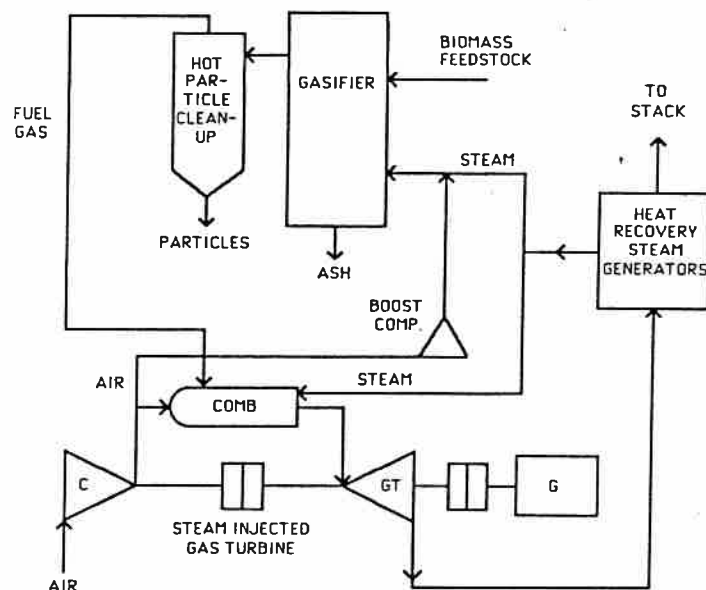 HOT
PAR-
TICLE
CLEAN-
UP
GASIFIER
BIOMASS
FEEDSTOCK
TO
STACK
FUEL
GAS
STEAM
HEAT
RECOVERY
STEAM
GENERATORS
PARTICLES
ASH
BOOST
COMP.
AIR
STEAM
COMB
C
GT
G
STEAM INJECTED
GAS TURBINE
AIR